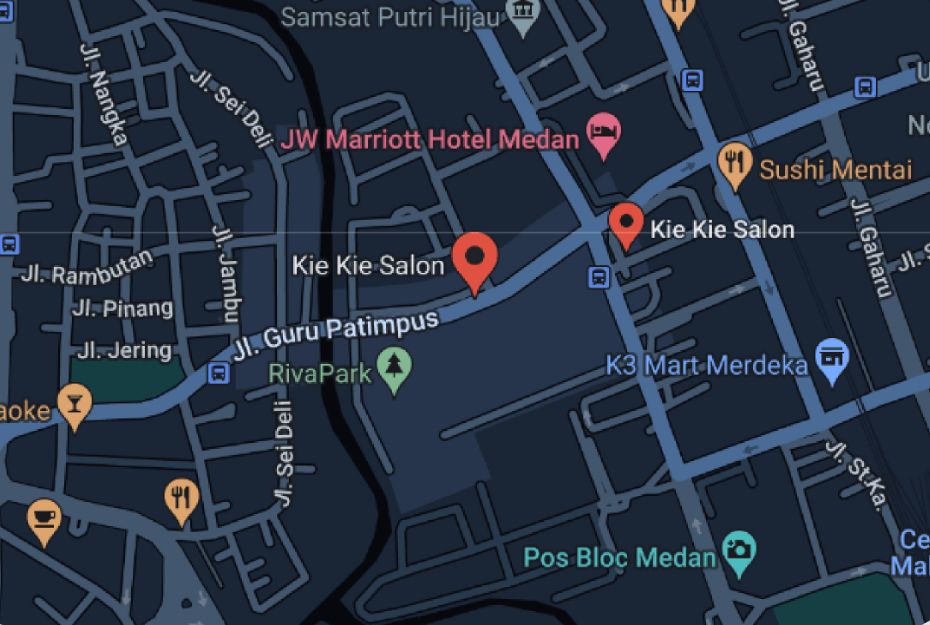 Samsat Putri Hijau
Jl. Nangka
Jl. Sei Deli
Jl. Gaharu
JW Marriott Hotel Medan
Sushi Mentai
Kie Kie Salon
Jl. Gaharu
Jl. Jambu
Jl. Rambutan
Kie Kie Salon
Jl. Pinang
Jl. Guru Patimpus
Jl. Jering
RivaPark
K3 Mart Merdeka
aoke
Jl. Sei Deli
Jl. St.Ka.
Pos Bloc Medan
Ce
Mal